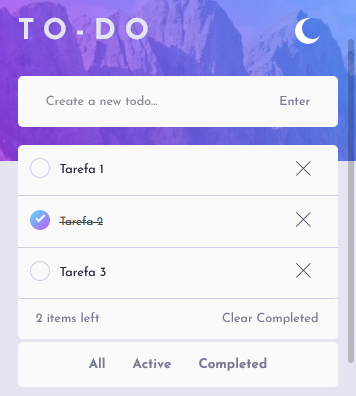 TO-DO
Create a new todo... Enter
Tarefa 1
Tarefa 2
Tarefa 3
2 items left Clear Completed
All Active Completed